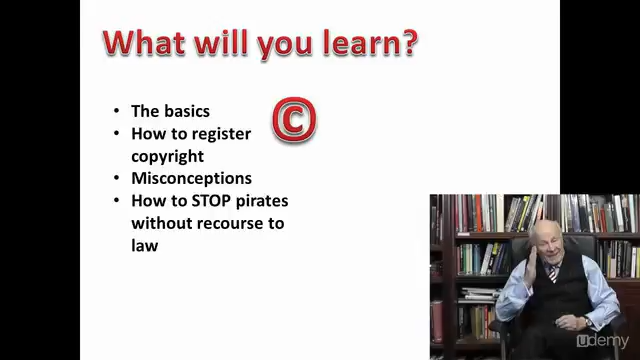 What will you learn?
©
• The basics
• How to register
copyright
• Misconceptions
• How to STOP pirates
without recourse to
law
udemy